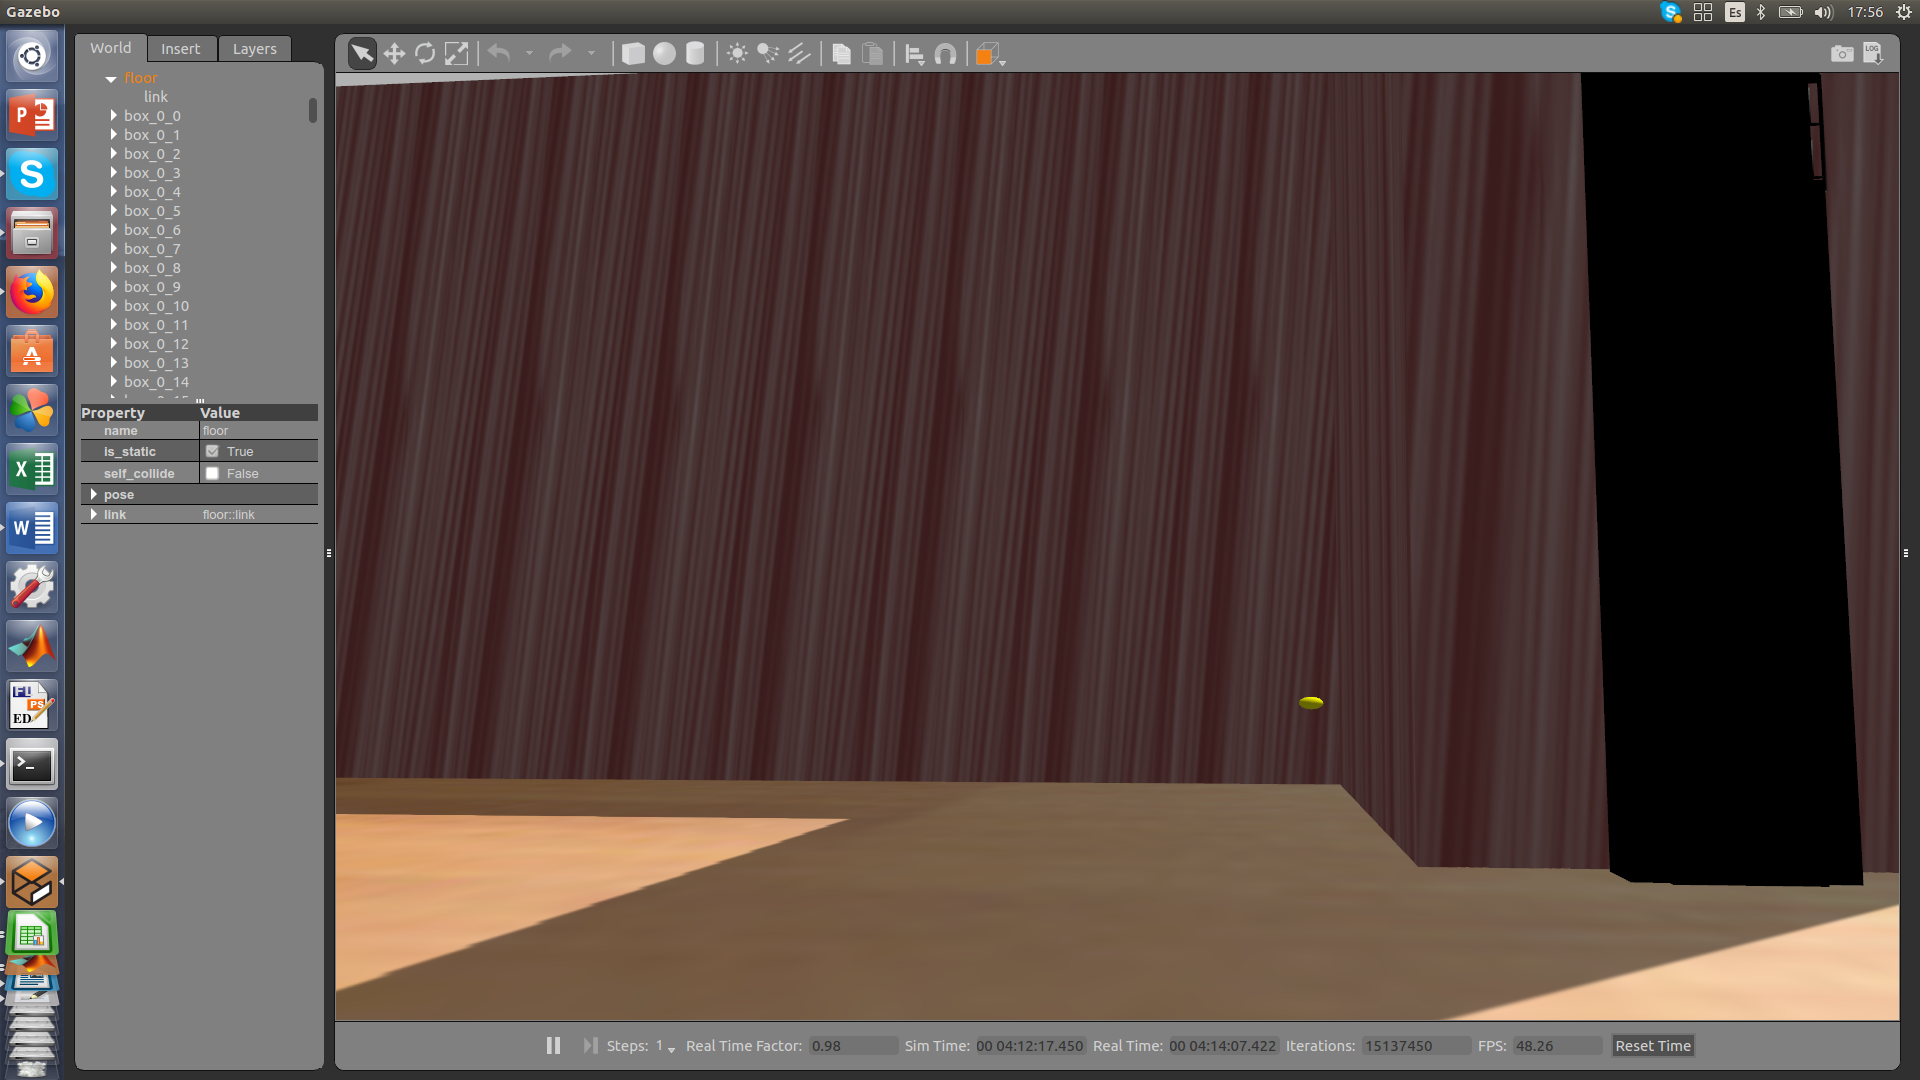 Gazebo
Es
17:56
World Insert Layers
LOG
floor
link
box_0_0
box_0_1
box_0_2
box_0_3
box_0_4
box_0_5
box_0_6
box_0_7
box_0_8
box_0_9
box_0_10
box_0_11
box_0_12
box_0_13
box_0_14
Property Value
name floor
is_static True
self_collide False
pose
link floor::link
Steps: 1 Real Time Factor: 0.98 Sim Time: 00 04:12:17.450 Real Time: 00 04:14:07.422 Iterations: 15137450 FPS: 48.26 Reset Time